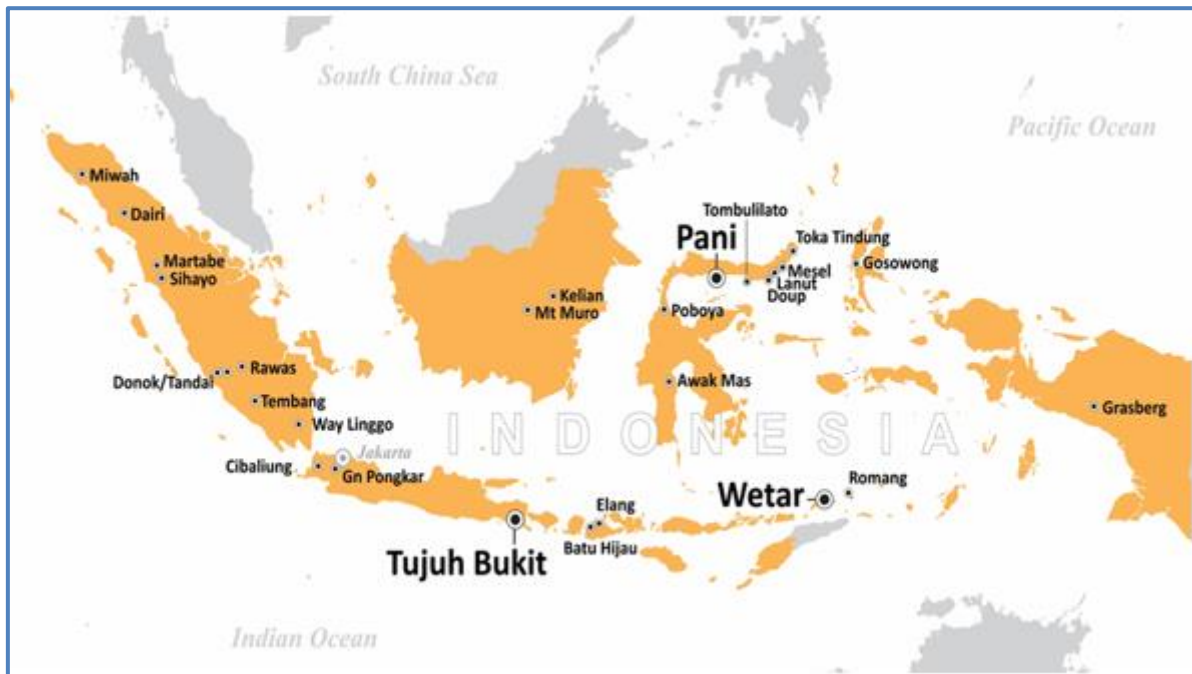 South China Sea
Pacific Ocean
Miwah
Dairi
Martabe
Sihayo
Tombulilato
Pani
Toka Tindung
Mesel
Gosowong
Lanut
Doup
Kelian
Mt Muro
Poboya
Rawas
Donok/Tandai
Awak Mas
Tembang
Grasberg
Way Linggo
INDONESIA
Jakarta
Cibaliung
Gn Pongkar
Wetar
Romang
Elang
Batu Hijau
Tujuh Bukit
Indian Ocean